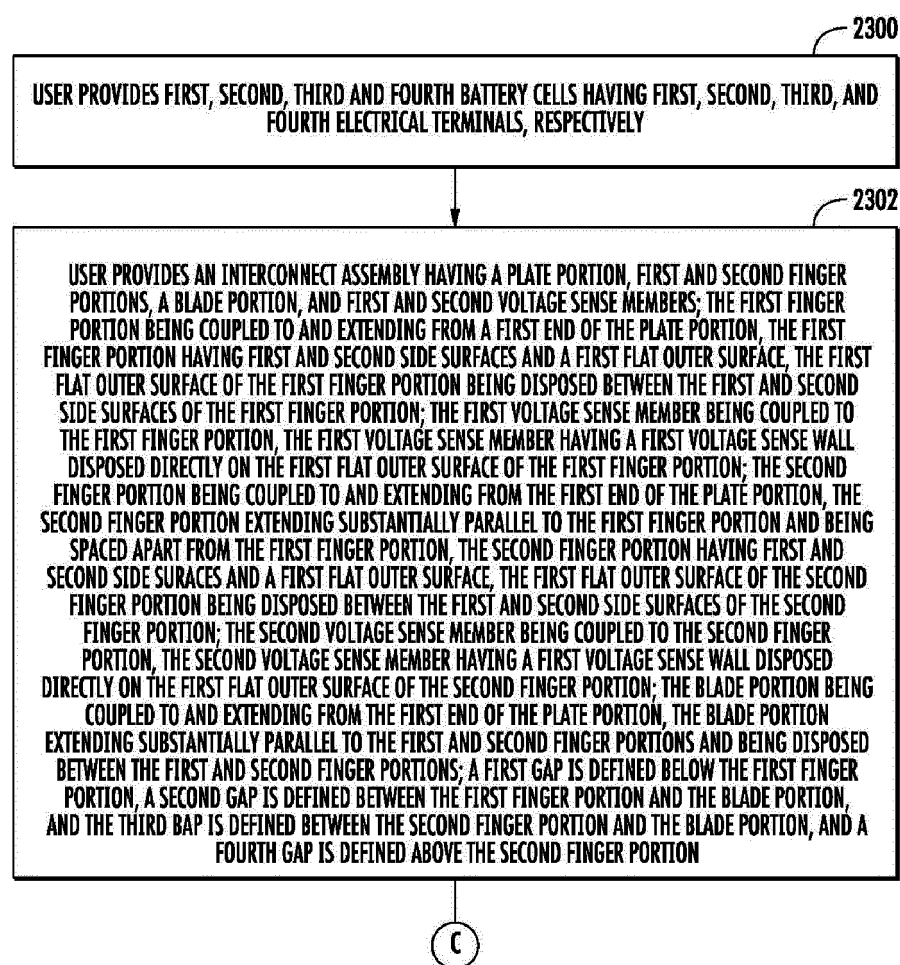 2300
USER PROVIDES FIRST, SECOND, THIRD AND FOURTH BATTERY CELLS HAVING FIRST, SECOND, THIRD, AND
FOURTH ELECTRICAL TERMINALS, RESPECTIVELY
2302
USER PROVIDES AN INTERCONNECT ASSEMBLY HAVING A PLATE PORTION, FIRST AND SECOND FINGER
PORTIONS, A BLADE PORTION, AND FIRST AND SECOND VOLTAGE SENSE MEMBERS; THE FIRST FINGER
PORTION BEING COUPLED TO AND EXTENDING FROM A FIRST END OF THE PLATE PORTION, THE FIRST
FINGER PORTION HAVING FIRST AND SECOND SIDE SURFACES AND A FIRST FLAT OUTER SURFACE, THE FIRST
FLAT OUTER SURFACE OF THE FIRST FINGER PORTION BEING DISPOSED BETWEEN THE FIRST AND SECOND
SIDE SURFACES OF THE FIRST FINGER PORTION; THE FIRST VOLTAGE SENSE MEMBER BEING COUPLED TO
THE FIRST FINGER PORTION, THE FIRST VOLTAGE SENSE MEMBER HAVING A FIRST VOLTAGE SENSE WALL
DISPOSED DIRECTLY ON THE FIRST FLAT OUTER SURFACE OF THE FIRST FINGER PORTION; THE SECOND
FINGER PORTION BEING COUPLED TO AND EXTENDING FROM THE FIRST END OF THE PLATE PORTION, THE
SECOND FINGER PORTION EXTENDING SUBSTANTIALLY PARALLEL TO THE FIRST FINGER PORTION AND BEING
SPACED APART FROM THE FIRST FINGER PORTION, THE SECOND FINGER PORTION HAVING FIRST AND
SECOND SIDE SURACES AND A FIRST FLAT OUTER SURFACE, THE FIRST FLAT OUTER SURFACE OF THE SECOND
FINGER PORTION BEING DISPOSED BETWEEN THE FIRST AND SECOND SIDE SURFACES OF THE SECOND
FINGER PORTION; THE SECOND VOLTAGE SENSE MEMBER BEING COUPLED TO THE SECOND FINGER
PORTION, THE SECOND VOLTAGE SENSE MEMBER HAVING A FIRST VOLTAGE SENSE WALL DISPOSED
DIRECTLY ON THE FIRST FLAT OUTER SURFACE OF THE SECOND FINGER PORTION; THE BLADE PORTION BEING
COUPLED TO AND EXTENDING FROM THE FIRST END OF THE PLATE PORTION, THE BLADE PORTION
EXTENDING SUBSTANTIALLY PARALLEL TO THE FIRST AND SECOND FINGER PORTIONS AND BEING DISPOSED
BETWEEN THE FIRST AND SECOND FINGER PORTIONS; A FIRST GAP IS DEFINED BELOW THE FIRST FINGER
PORTION, A SECOND GAP IS DEFINED BETWEEN THE FIRST FINGER PORTION AND THE BLADE PORTION,
AND THE THIRD BAP IS DEFINED BETWEEN THE SECOND FINGER PORTION AND THE BLADE PORTION, AND A
FOURTH GAP IS DEFINED ABOVE THE SECOND FINGER PORTION
C